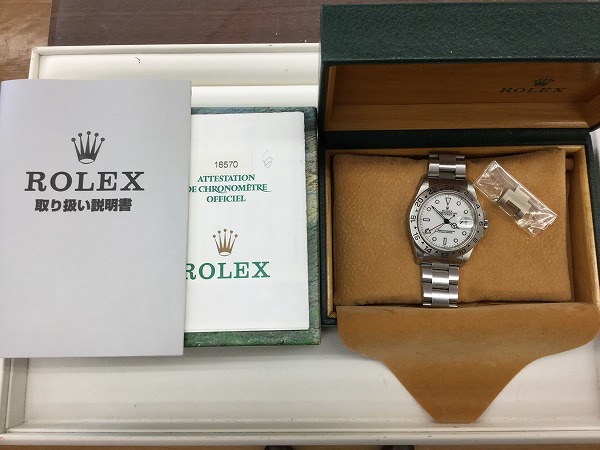 ROLEX
取り扱い説明書
16570
ATTESTATION
DE CHRONOMÈTRE
OFFICIEL
ROLEX
ROLEX